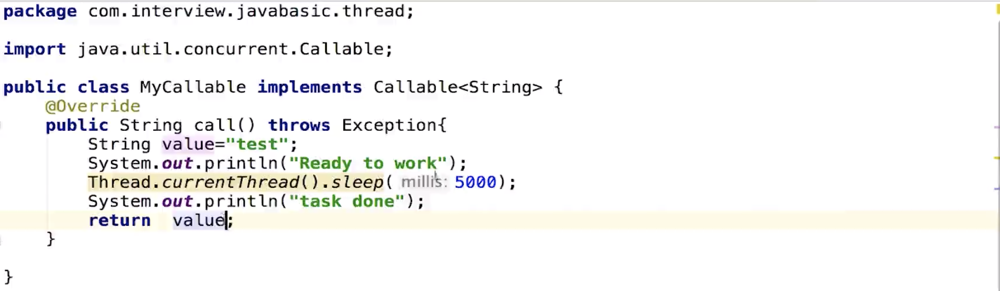 package com.interview.javabasic.thread;
import java.util.concurrent.Callable;
public class MyCallable implements Callable<String> {
@Override
public String call() throws Exception{
String value="test";
System.out.println("Ready to work");
Thread.currentThread().sleep( millis: 5000);
System.out.println("task done");
return  value;
}
}